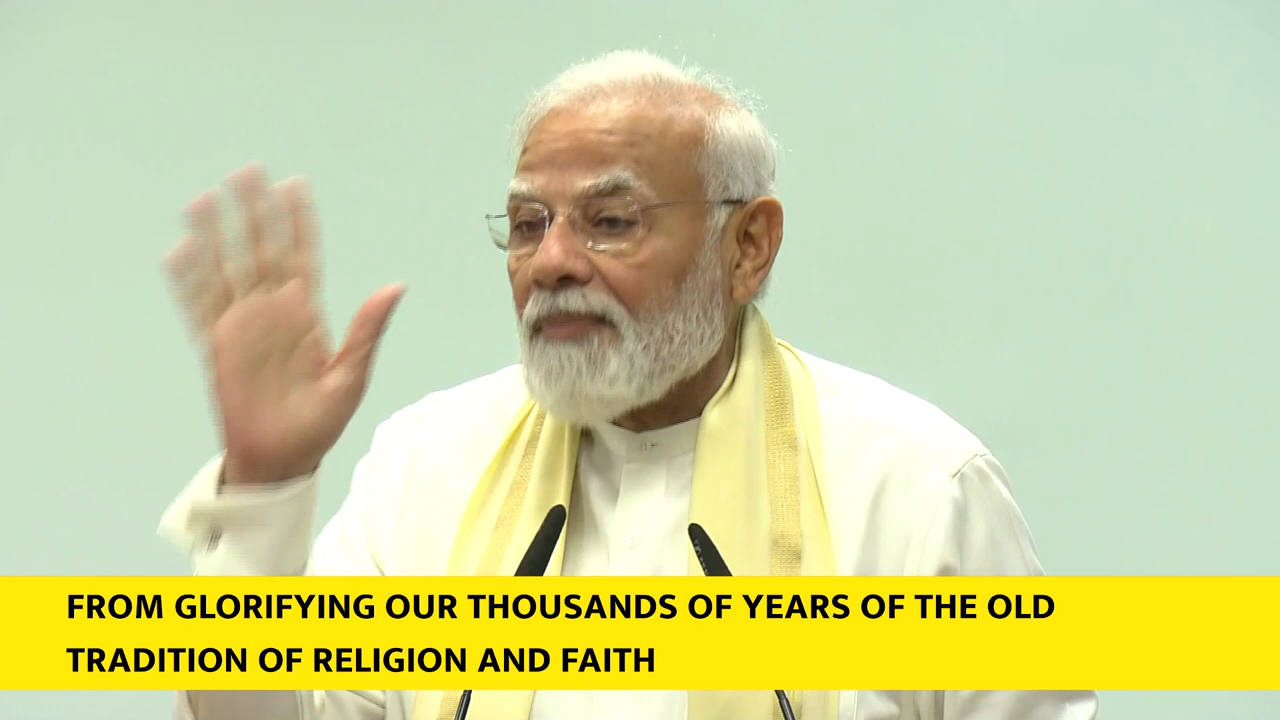 FROM GLORIFYING OUR THOUSANDS OF YEARS OF THE OLD
TRADITION OF RELIGION AND FAITH